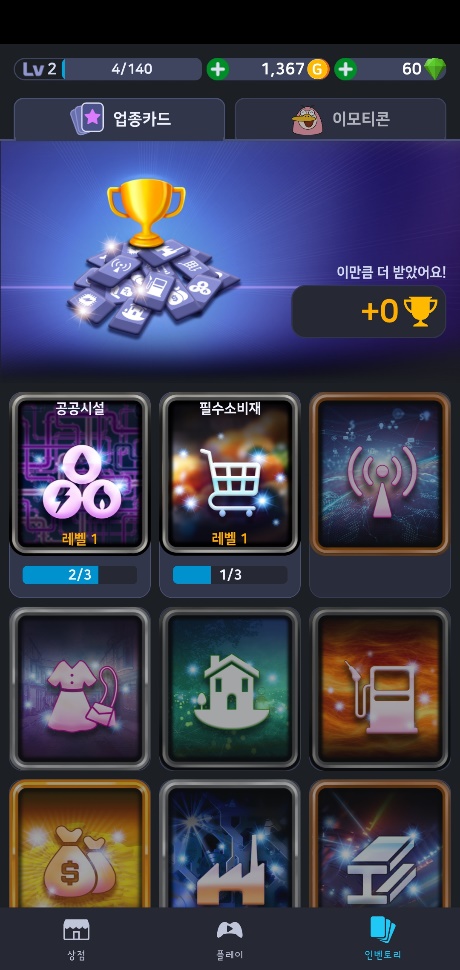 Lv 2 4/140 1,367 G 60
업종카드 이모티콘
이만큼 더 받았어요!
+0
공공시설 필수소비재
레벨 1 레벨 1
2/3 1/3
$
상점 플레이 인벤토리